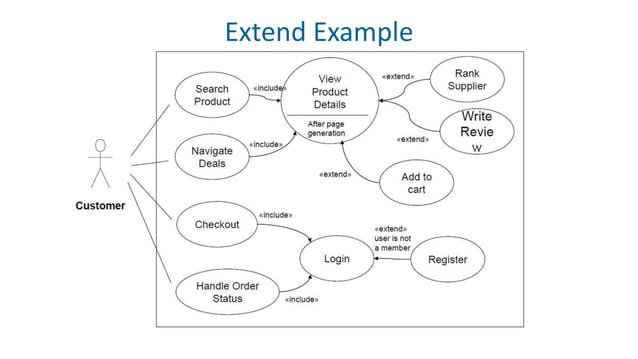 Extend Example
View
Product
Details
After page
generation
Search
Product
«include»
«extend»
Rank
Supplier
Write
Revie
w
«extend»
Navigate
Deals
«include»
«extend»
Add to
cart
Customer
Checkout
«include»
Login
«extend»
user is not
a member
Register
Handle Order
Status
«include»